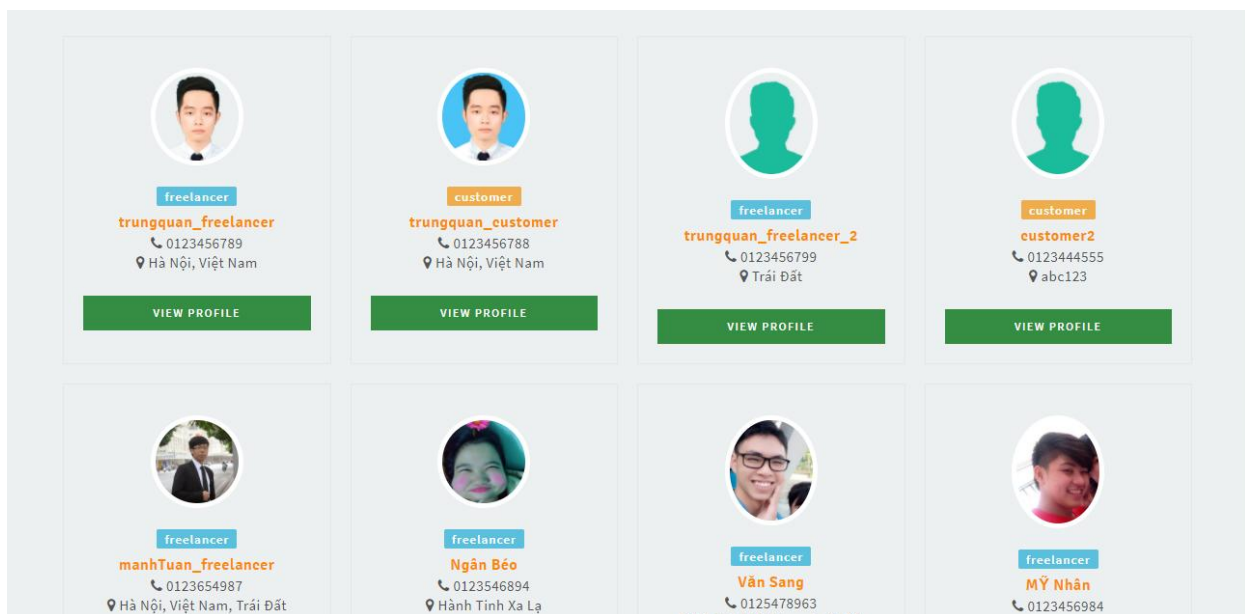 freelancer
trungquan_freelancer
0123456789
Hà Nội, Việt Nam
VIEW PROFILE
customer
trungquan_customer
0123456788
Hà Nội, Việt Nam
VIEW PROFILE
freelancer
trungquan_freelancer_2
0123456799
Trái Đất
VIEW PROFILE
customer
customer2
0123444555
abc123
VIEW PROFILE
freelancer
manhTuan_freelancer
0123654987
Hà Nội, Việt Nam, Trái Đất
freelancer
Ngân Béo
0123546894
Hành Tinh Xa Lạ
freelancer
Văn Sang
0125478963
freelancer
MỸ Nhân
0123456984